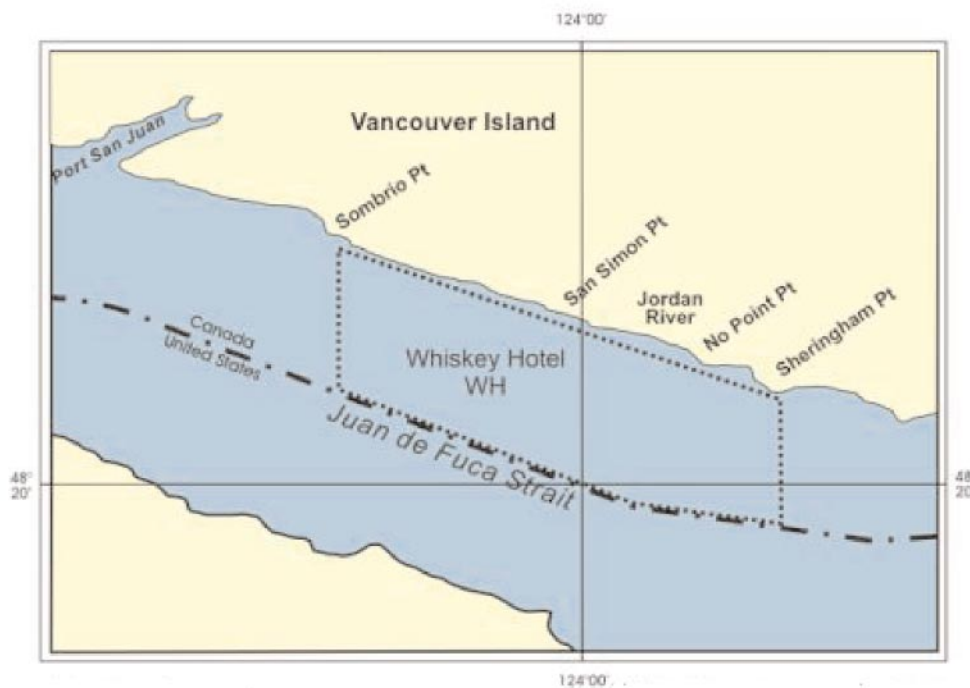 124°00'
Vancouver Island
Port San Juan
Sombrio Pt
San Simon Pt
Jordan
River
No Point Pt
Sheringham Pt
Canada
United States
Whiskey Hotel
WH
Juan de Fuca Strait
48°
20'
48°
20'
124°00'